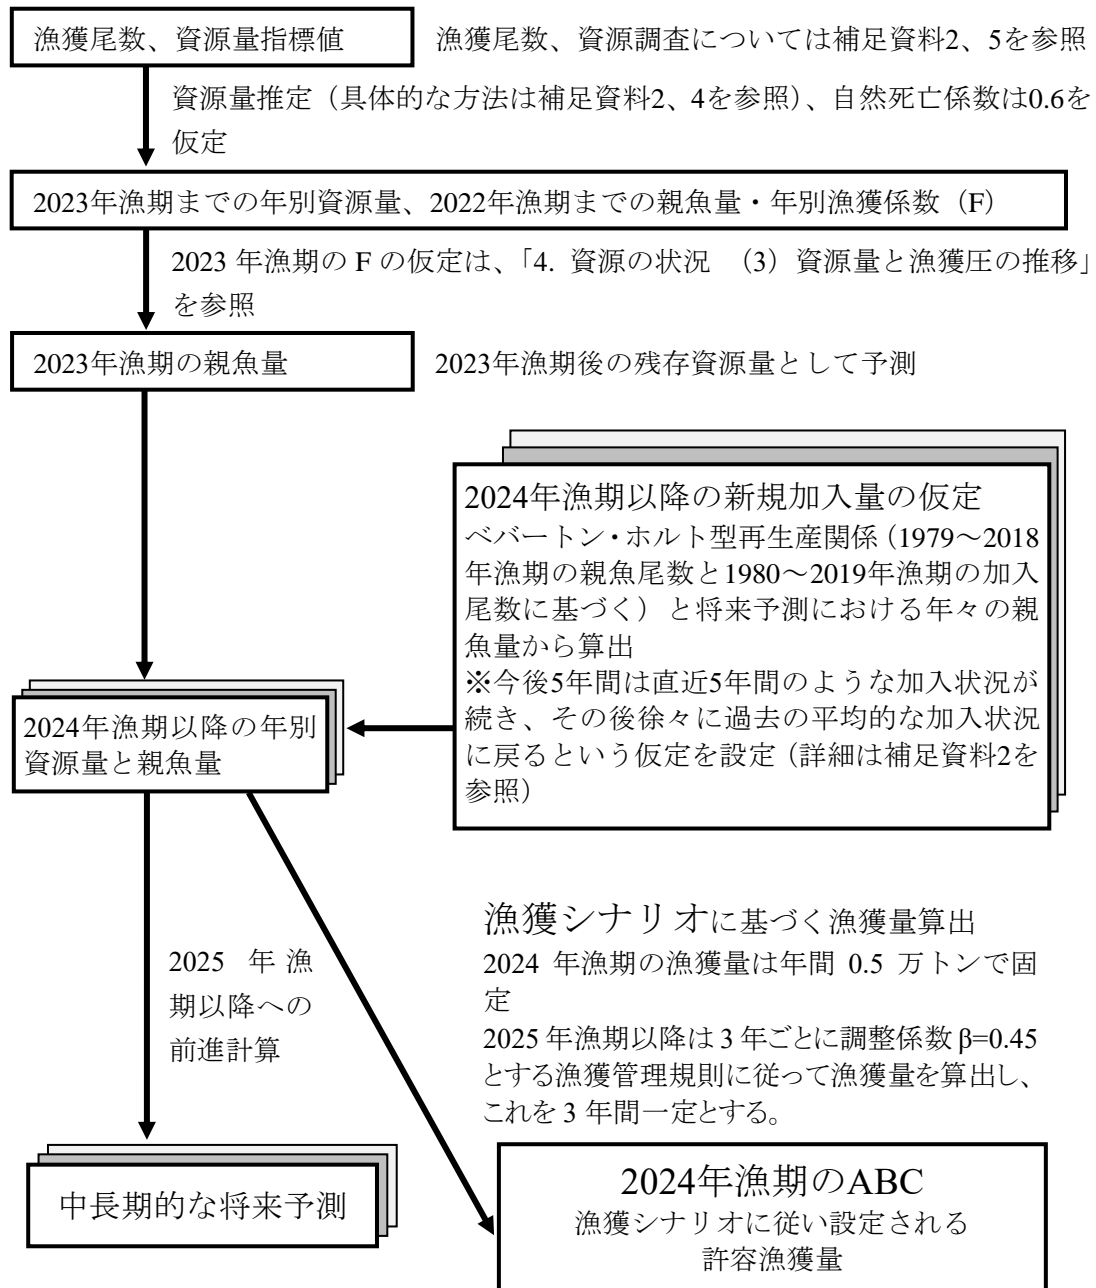 漁獲尾数、資源量指標値
漁獲尾数、資源調査については補足資料2、5を参照
資源量推定（具体的な方法は補足資料2、4を参照）、自然死亡係数は0.6を
仮定
2023年漁期までの年別資源量、2022年漁期までの親魚量・年別漁獲係数（F）
2023 年漁期の F の仮定は、「4. 資源の状況 （3）資源量と漁獲圧の推移」
を参照
2023年漁期の親魚量
2023年漁期後の残存資源量として予測
2024年漁期以降の新規加入量の仮定
ベバートン・ホルト型再生産関係（1979～2018
年漁期の親魚尾数と1980～2019年漁期の加入
尾数に基づく）と将来予測における年々の親
魚量から算出
※今後5年間は直近5年間のような加入状況が
続き、その後徐々に過去の平均的な加入状況
に戻るという仮定を設定（詳細は補足資料2を
参照）
2024年漁期以降の年別
資源量と親魚量
漁獲シナリオに基づく漁獲量算出
2024 年漁期の漁獲量は年間 0.5 万トンで固
定
2025 年漁期以降は 3 年ごとに調整係数 β=0.45
とする漁獲管理規則に従って漁獲量を算出し、
これを 3 年間一定とする。
2025 年漁
期以降への
前進計算
中長期的な将来予測
2024年漁期のABC
漁獲シナリオに従い設定される
許容漁獲量